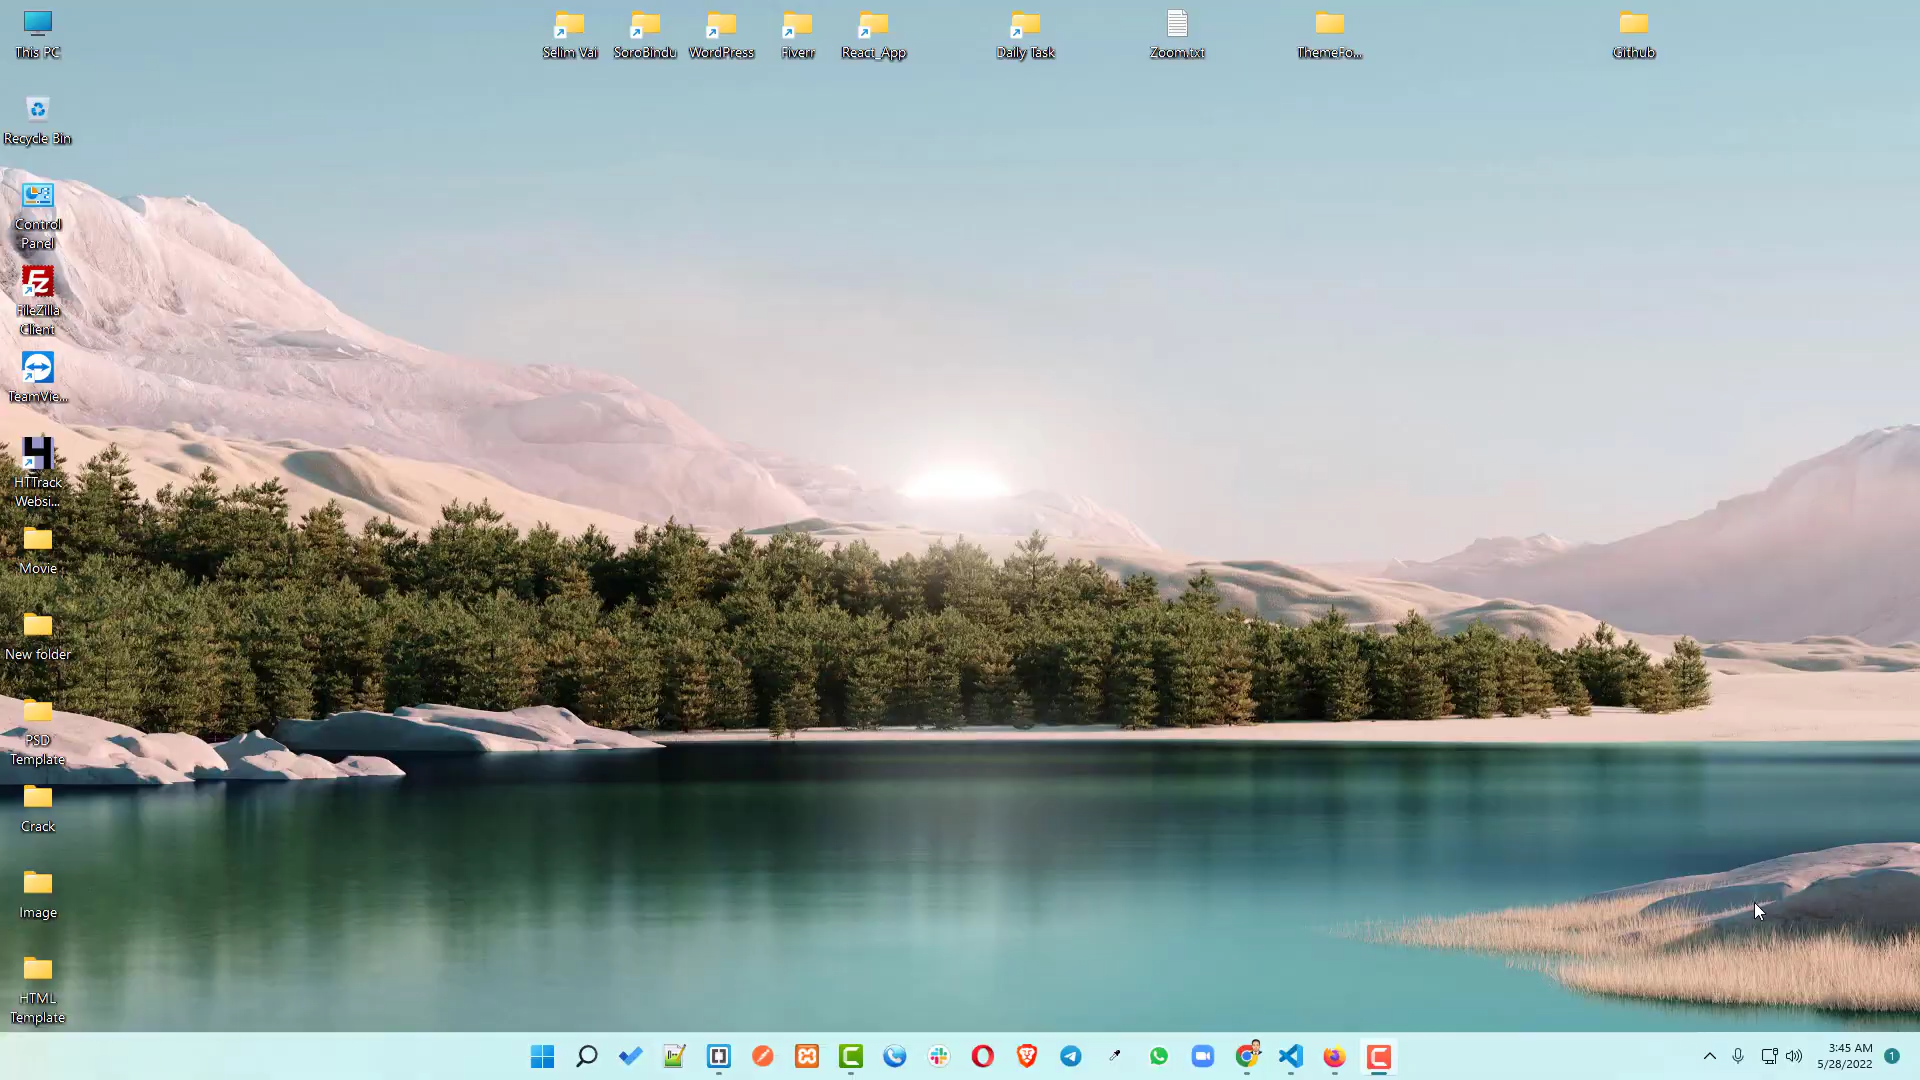 This PC
Selim Vai
SoroBindu
WordPress
Fiverr
React_App
Daily Task
Zoom.txt
ThemeFo...
Github
Recycle Bin
Control
Panel
FileZilla
Client
TeamVie...
HTTrack
Websi...
Movie
New folder
PSD
Template
Crack
Image
HTML
Template
3:45 AM
5/28/2022
1